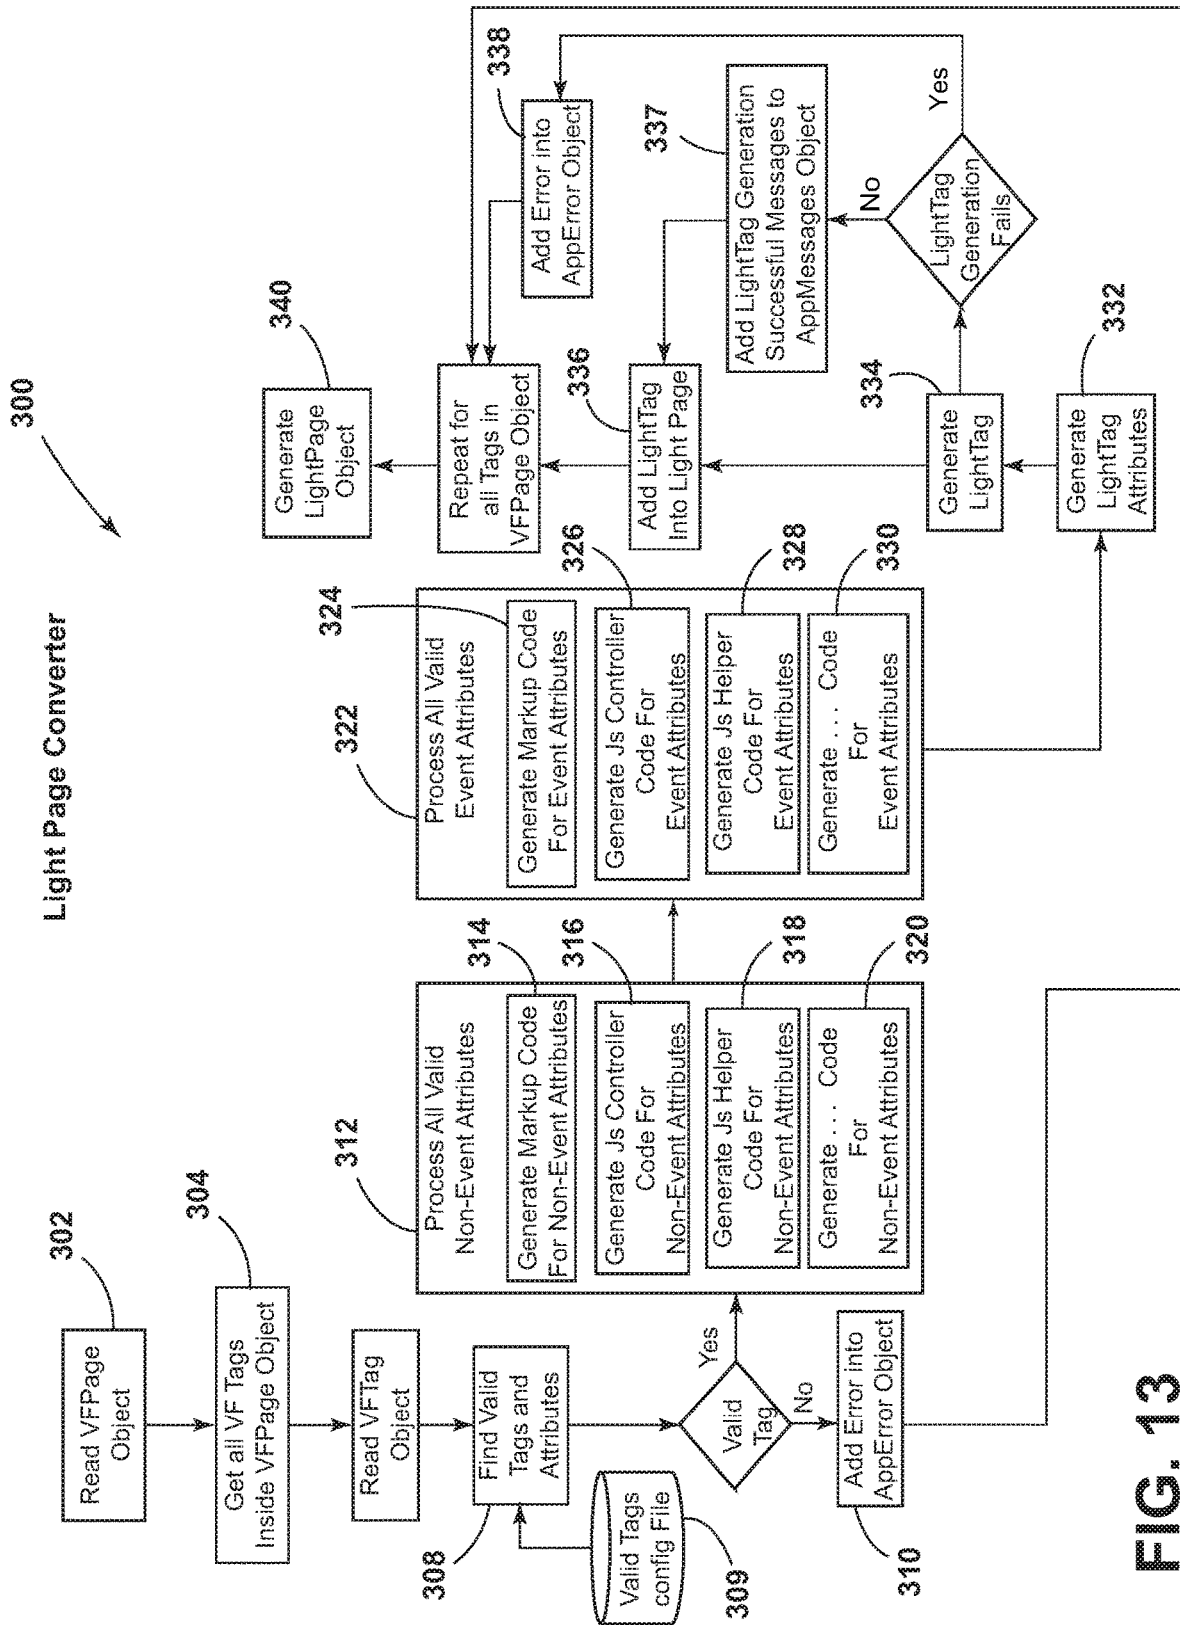 Light Page Converter
300
Read VFPage
Object
302
Get all VF Tags
Inside VFPage Object
304
Read VFTag
Object
Find Valid
Tags and
Attributes
308
Valid Tags
config File
309
Valid
Tag
Yes
No
Add Error into
AppError Object
310
Process All Valid
Non-Event Attributes
312
Generate Markup Code
For Non-Event Attributes
314
Generate Js Controller
Code For
Non-Event Attributes
316
Generate Js Helper
Code For
Non-Event Attributes
318
Generate . . . Code
For
Non-Event Attributes
320
Process All Valid
Event Attributes
322
Generate Markup Code
For Event Attributes
324
Generate Js Controller
Code For
Event Attributes
326
Generate Js Helper
Code For
Event Attributes
328
Generate . . . Code
For
Event Attributes
330
Generate
LightPage
Object
340
Repeat for
all Tags in
VFPage Object
Add LightTag
Into Light Page
336
Generate
LightTag
334
Generate
LightTag
Attributes
332
Add Error into
AppError Object
338
Add LightTag Generation
Successful Messages to
AppMessages Object
337
No
LightTag
Generation
Fails
Yes
FIG. 13